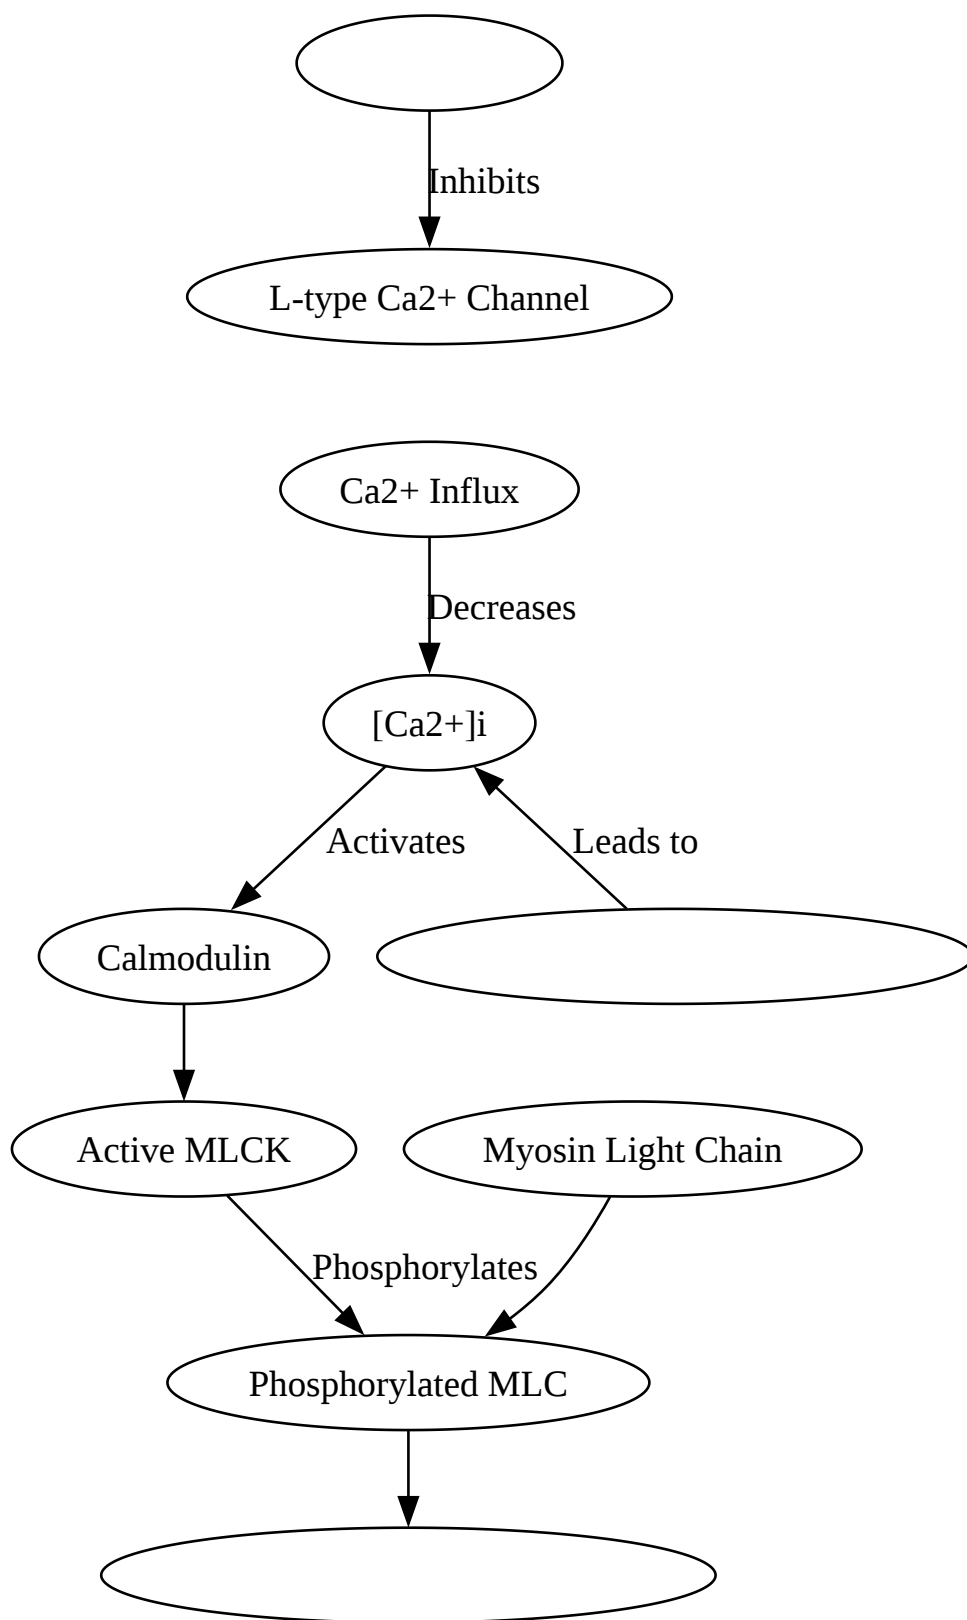 Inhibits
L-type Ca2+ Channel
Ca2+ Influx
Decreases
[Ca2+]i
Activates
Leads to
Calmodulin
Active MLCK
Myosin Light Chain
Phosphorylates
Phosphorylated MLC